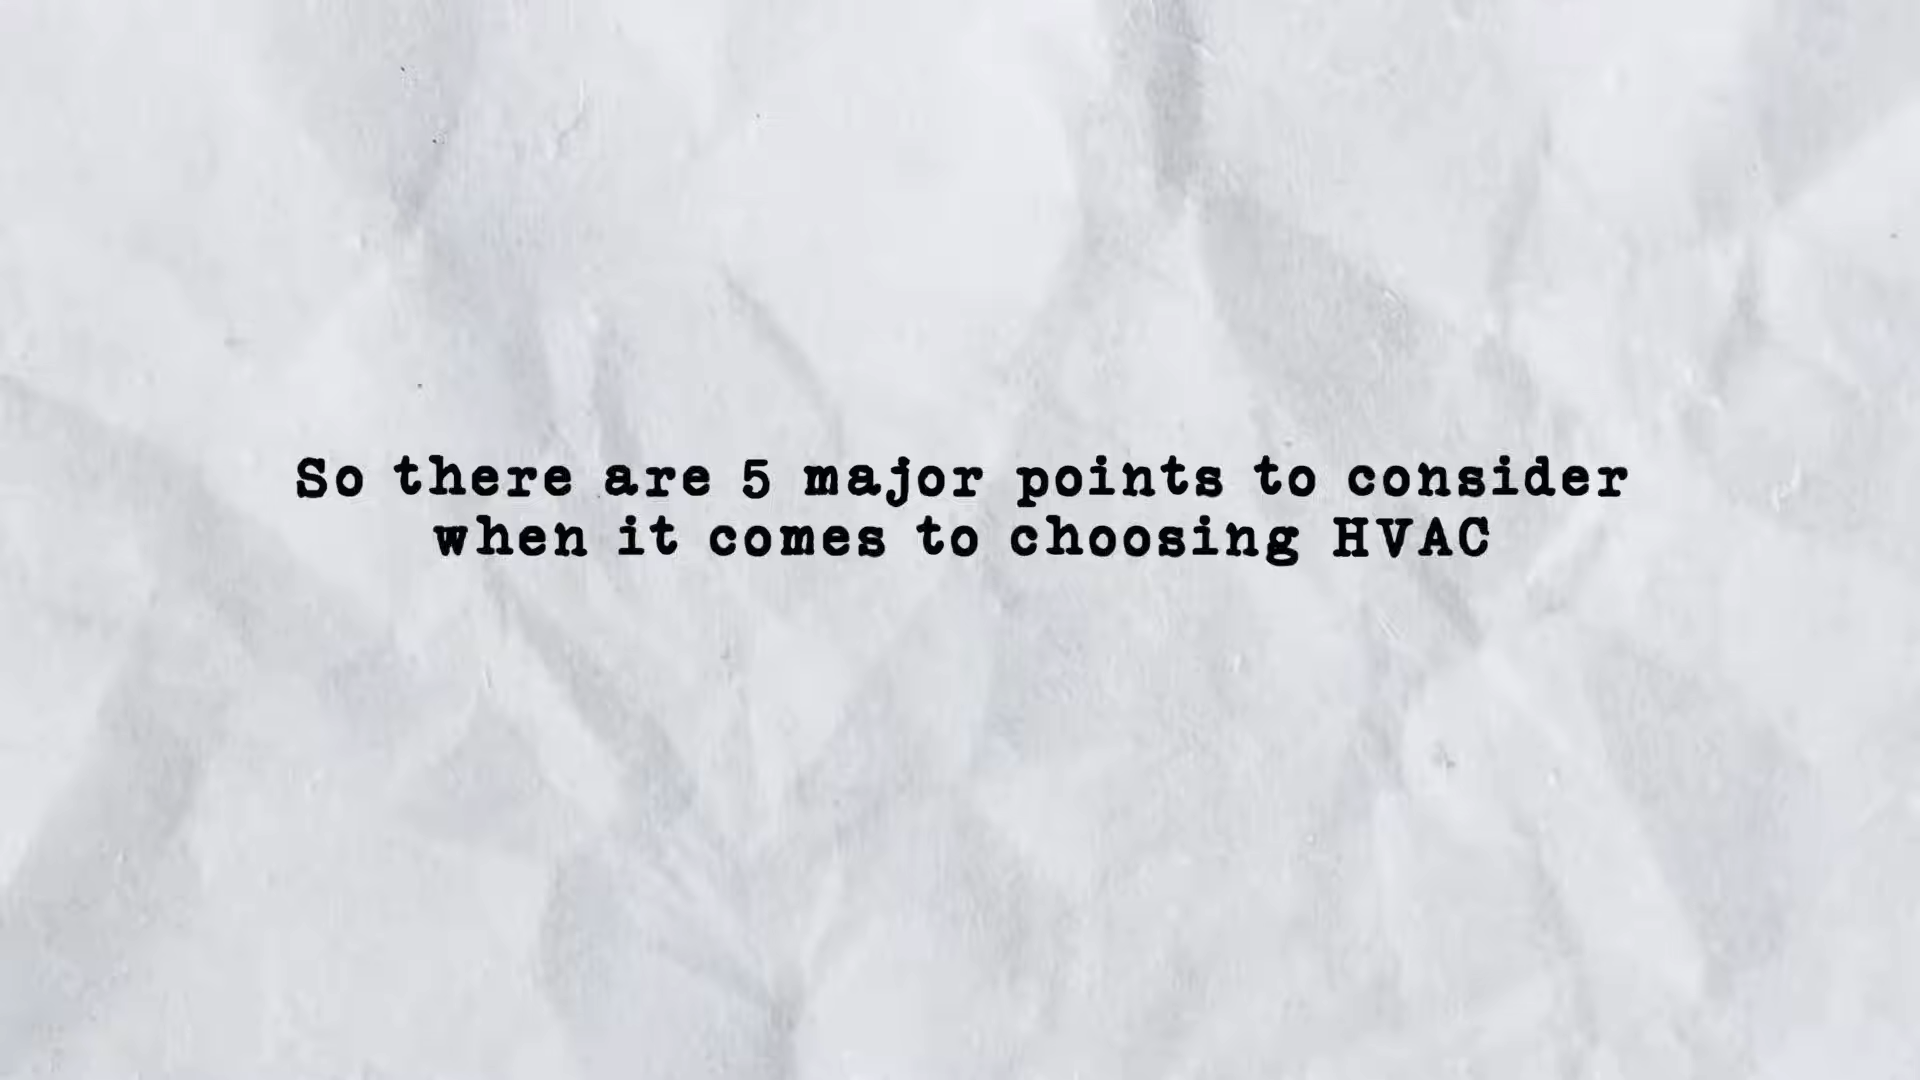 So there are 5 major points to consider
when it comes to choosing HVAC